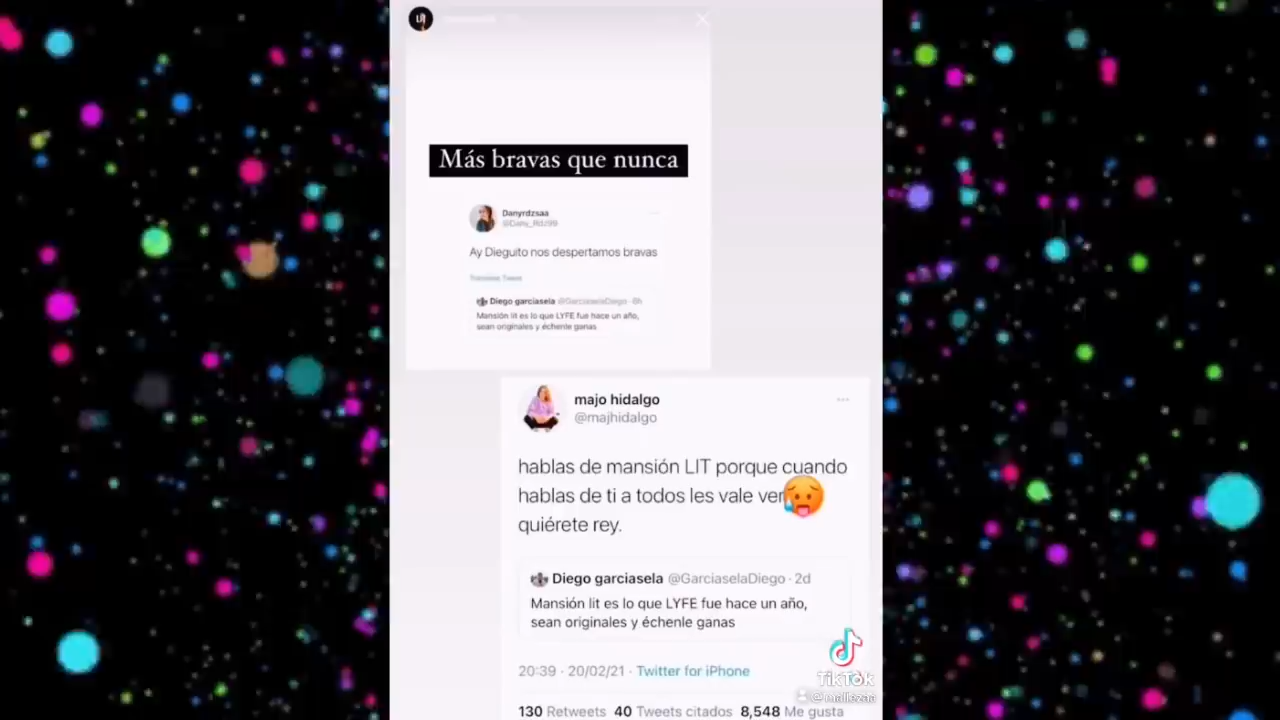 Más bravas que nunca
Danyrdzsaa
@Dany_Rdz99
Ay Dieguito nos despertamos bravas
Translate Tweet
Diego garciasela @GarciaselaDiego · 6h
Mansión lit es lo que LYFE fue hace un año,
sean originales y échenle ganas
majo hidalgo
@majhidalgo
hablas de mansión LIT porque cuando
hablas de ti a todos les vale ver
quiérete rey.
Diego garciasela @GarciaselaDiego · 2d
Mansión lit es lo que LYFE fue hace un año,
sean originales y échenle ganas
20:39 · 20/02/21 · Twitter for iPhone
TikTok
130 Retweets 40 Tweets citados 8,548 Me gusta